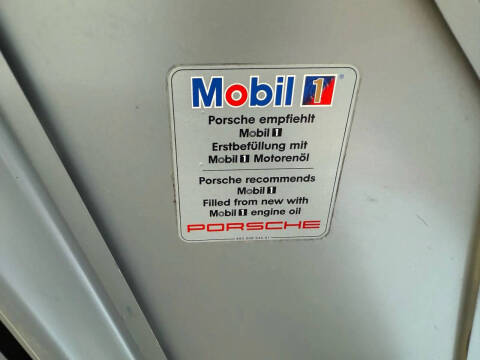 Mobil 1
Porsche empfiehlt
Mobil 1
Erstbefüllung mit
Mobil 1 Motorenöl
Porsche recommends
Mobil 1
Filled from new with
Mobil 1 engine oil
PORSCHE